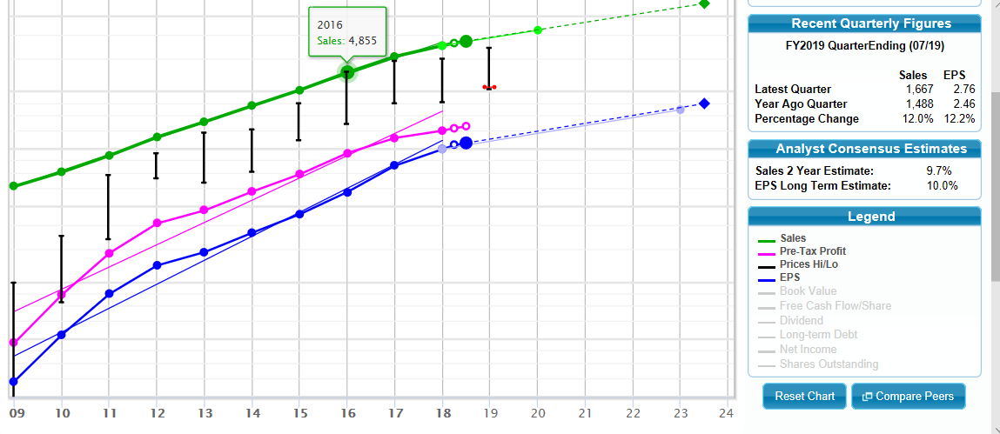 2016
Sales: 4,855
09 10 11 12 13 14 15 16 17 18 19 20 21 22 23 24
Recent Quarterly Figures
FY2019 QuarterEnding (07/19)
Sales EPS
Latest Quarter 1,667 2.76
Year Ago Quarter 1,488 2.46
Percentage Change 12.0% 12.2%
Analyst Consensus Estimates
Sales 2 Year Estimate: 9.7%
EPS Long Term Estimate: 10.0%
Legend
Sales
Pre-Tax Profit
Prices Hi/Lo
EPS
Book Value
Free Cash Flow/Share
Dividend
Long-term Debt
Net Income
Shares Outstanding
Reset Chart Compare Peers